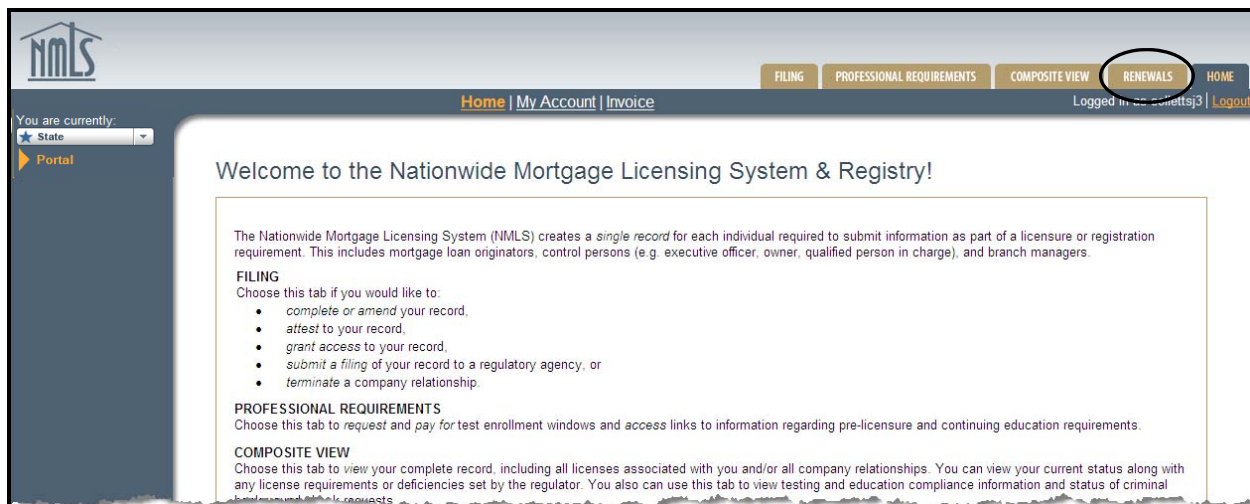 NMLS
FILING PROFESSIONAL REQUIREMENTS COMPOSITE VIEW RENEWALS HOME
Home | My Account | Invoice
Logged in as collettsj3 | Logout
You are currently:
State
Portal
Welcome to the Nationwide Mortgage Licensing System & Registry!
The Nationwide Mortgage Licensing System (NMLS) creates a single record for each individual required to submit information as part of a licensure or registration
requirement. This includes mortgage loan originators, control persons (e.g. executive officer, owner, qualified person in charge), and branch managers.
FILING
Choose this tab if you would like to:
• complete or amend your record,
• attest to your record,
• grant access to your record,
• submit a filing of your record to a regulatory agency, or
• terminate a company relationship.
PROFESSIONAL REQUIREMENTS
Choose this tab to request and pay for test enrollment windows and access links to information regarding pre-licensure and continuing education requirements.
COMPOSITE VIEW
Choose this tab to view your complete record, including all licenses associated with you and/or all company relationships. You can view your current status along with
any license requirements or deficiencies set by the regulator. You also can use this tab to view testing and education compliance information and status of criminal
background check requests.